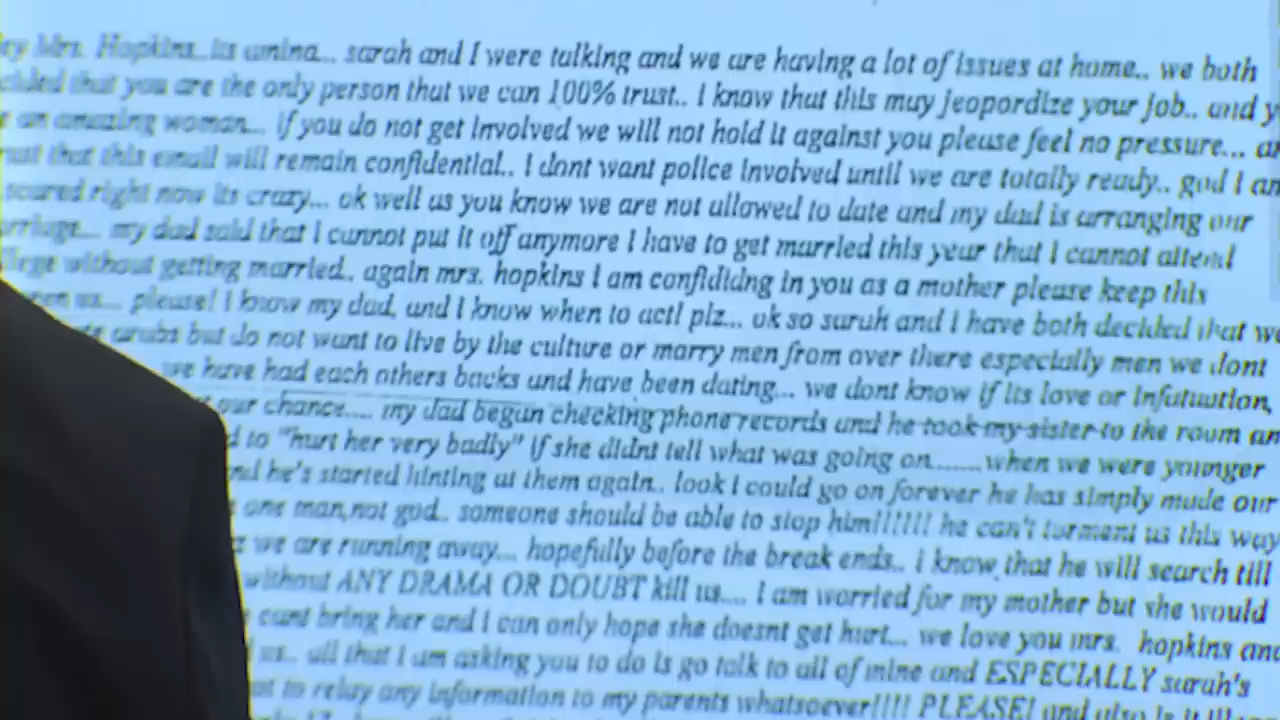 Mrs. Hopkins...its amina... sarah and I were talking and we are having a lot of issues at home.. we both
that you are the only person that we can 100% trust.. i know that this may jeopordize your job.. and
an amazing woman... if you do not get involved we will not hold it against you please feel no pressure...
that this email will remain confidential.. I dont want police involved until we are totally ready.. god i
scared right now its crazy... ok well as you know we are not allowed to date and my dad is arranging our
my dad said that i cannot put it off anymore I have to get married this year that I cannot attend
without getting married.. again mrs. hopkins i am confididng in you as a mother please keep this
us... please! i know my dad, and I know when to act! plz... ok so sarah and i have both decided that
arabs but do not want to live by the culture or marry men from over there especially men we dont
we have had each others backs and have been dating... we dont know if its love or infatuation,
our chance.... my dad began checking phone records and he took my sister to the room
to "hurt her very badly" if she didnt tell what was going on.......when we were younger
he's started hinting at them again.. look i could go on forever he has simply made our
one man,not god.. someone should be able to stop him!!!!!! he can't torment us this way
we are running away... hopefully before the break ends.. i know that he will search till
without ANY DRAMA OR DOUBT kill us.... I am worried for my mother but she would
cant bring her and i can only hope she doesnt get hurt... we love you mrs. hopkins
us.. all that i am asking you to do is go talk to all of mine and ESPECIALLY sarah's
to relay any information to my parents whatsoever!!!! PLEASE! and also is it